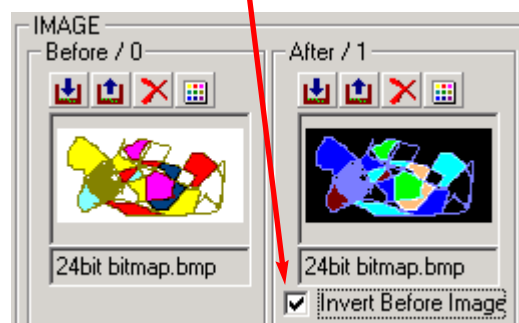 IMAGE
Before / 0
After / 1
24bit bitmap.bmp
24bit bitmap.bmp
Invert Before Image